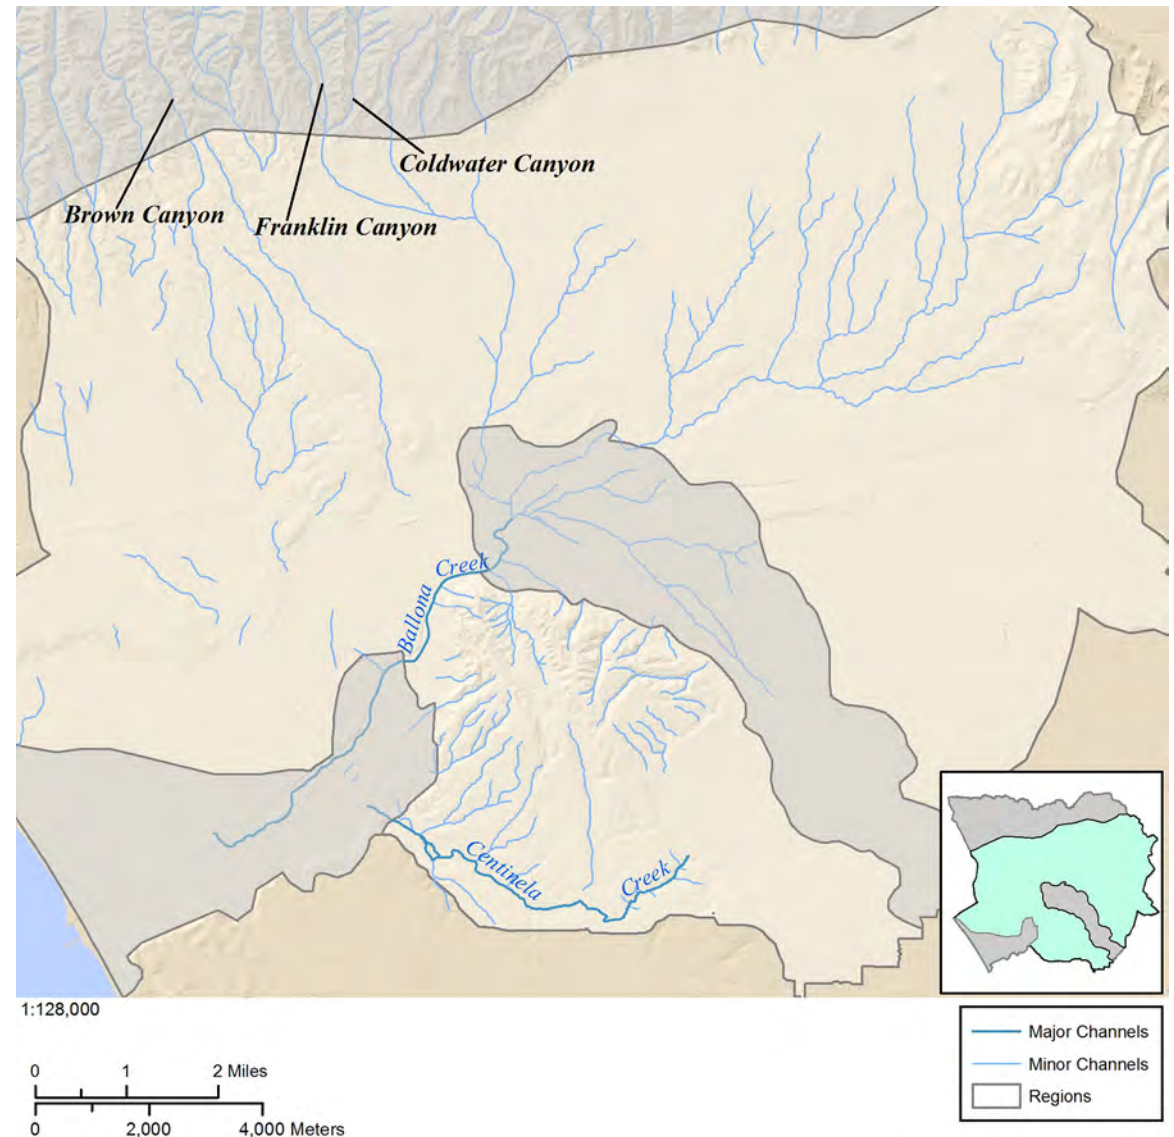 Coldwater Canyon
Brown Canyon
Franklin Canyon
Ballona Creek
Centinela Creek
1:128,000
0 1 2 Miles
0 2,000 4,000 Meters
Major Channels
Minor Channels
Regions